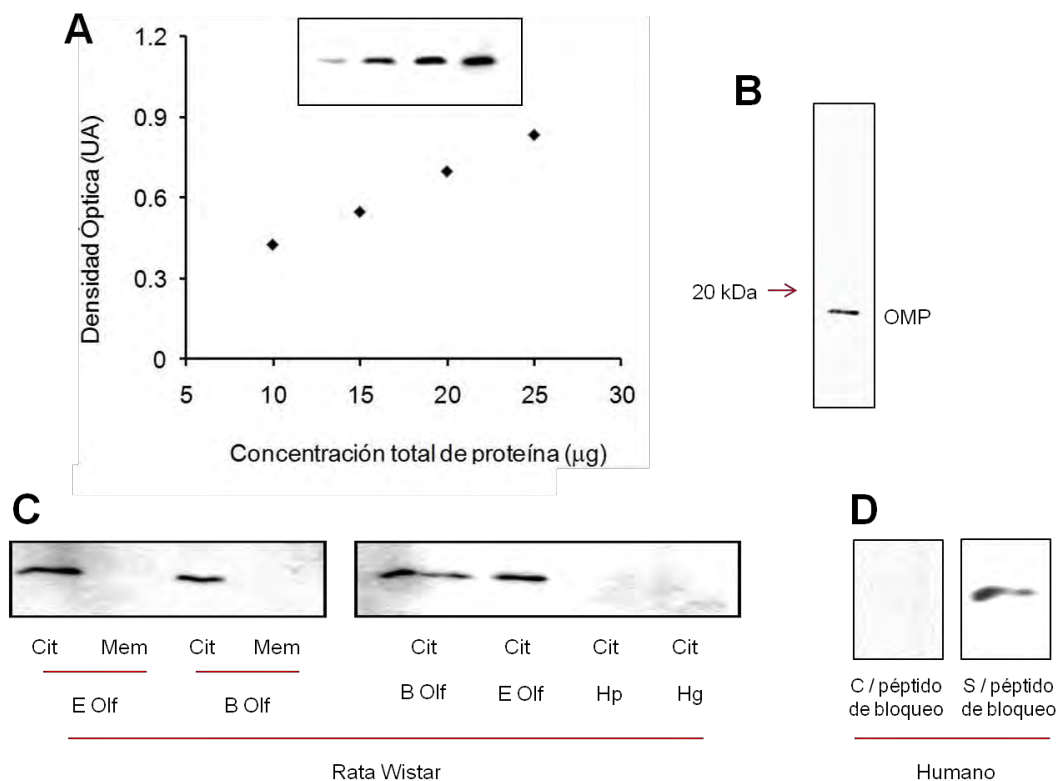 A
1.2
0.9
0.6
0.3
0
Densidad Óptica (UA)
5 10 15 20 25 30
Concentración total de proteína (μg)
B
20 kDa
OMP
C
Cit Mem Cit Mem
E Olf B Olf
Cit Cit Cit Cit
B Olf E Olf Hp Hg
Rata Wistar
D
C / péptido
de bloqueo
S / péptido
de bloqueo
Humano